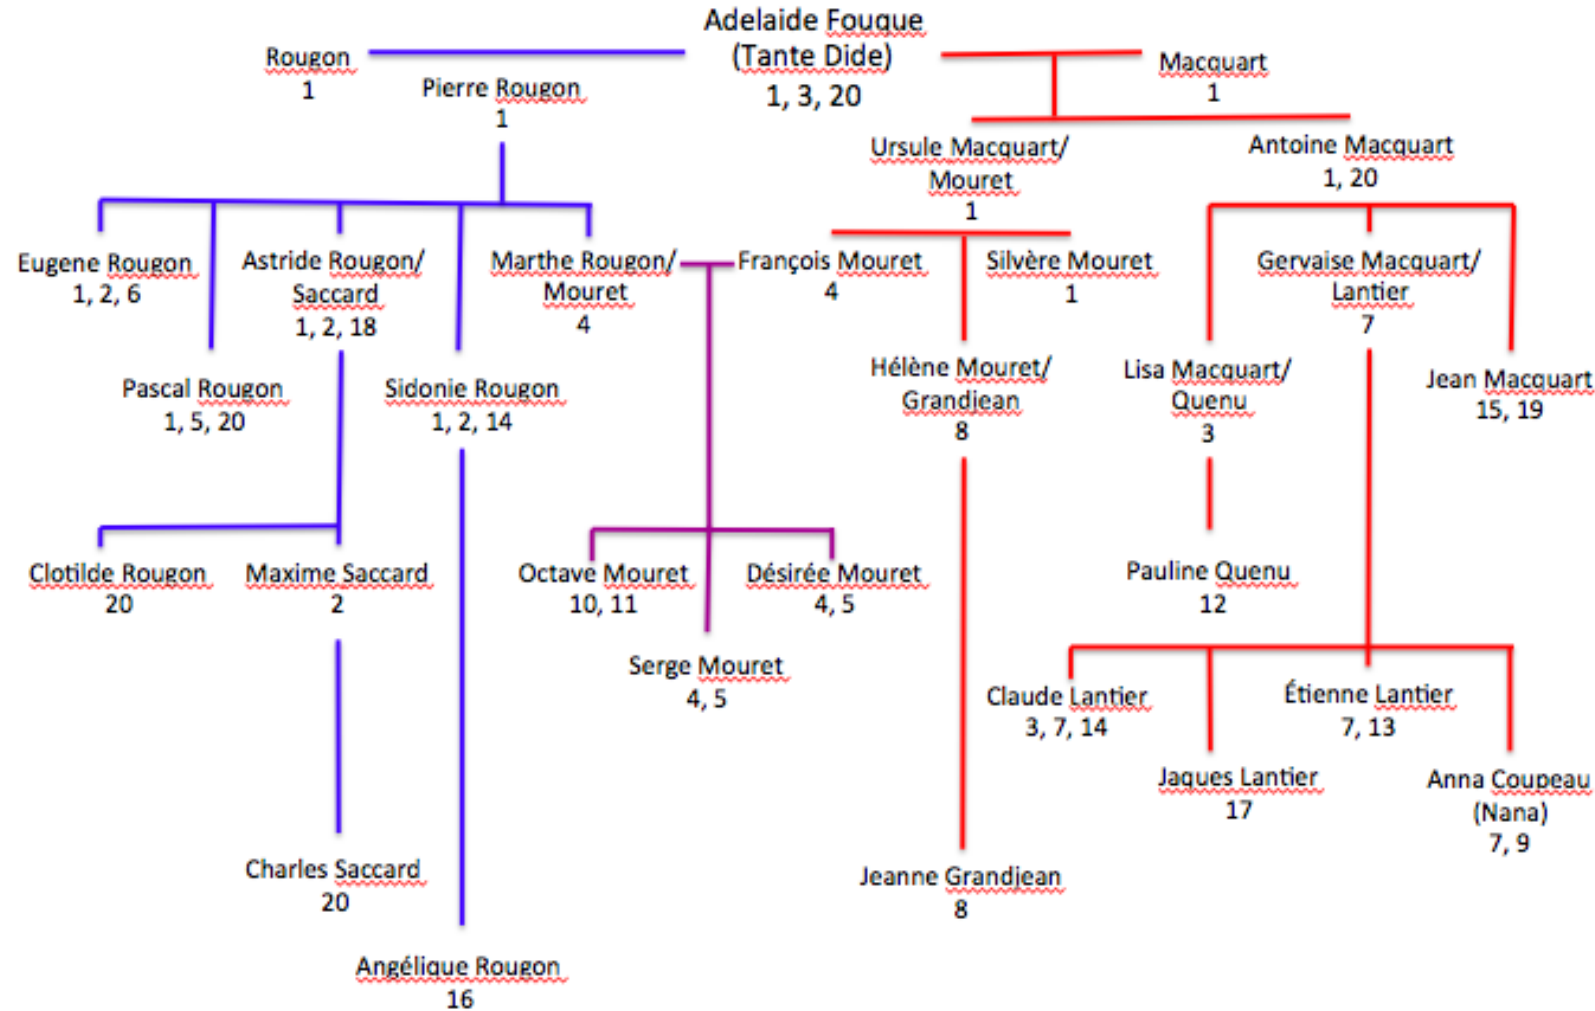 Adelaide Fouque
(Tante Dide)
1, 3, 20
Rougon
1
Macquart
1
Pierre Rougon
1
Ursule Macquart/
Mouret
1
Antoine Macquart
1, 20
Eugene Rougon
1, 2, 6
Astride Rougon/
Saccard
1, 2, 18
Marthe Rougon/
Mouret
4
François Mouret
4
Silvère Mouret
1
Gervaise Macquart/
Lantier
7
Pascal Rougon
1, 5, 20
Sidonie Rougon
1, 2, 14
Hélène Mouret/
Grandjean
8
Lisa Macquart/
Quenu
3
Jean Macquart
15, 19
Clotilde Rougon
20
Maxime Saccard
2
Octave Mouret
10, 11
Désirée Mouret
4, 5
Pauline Quenu
12
Serge Mouret
4, 5
Claude Lantier
3, 7, 14
Étienne Lantier
7, 13
Jaques Lantier
17
Anna Coupeau
(Nana)
7, 9
Charles Saccard
20
Jeanne Grandjean
8
Angélique Rougon
16